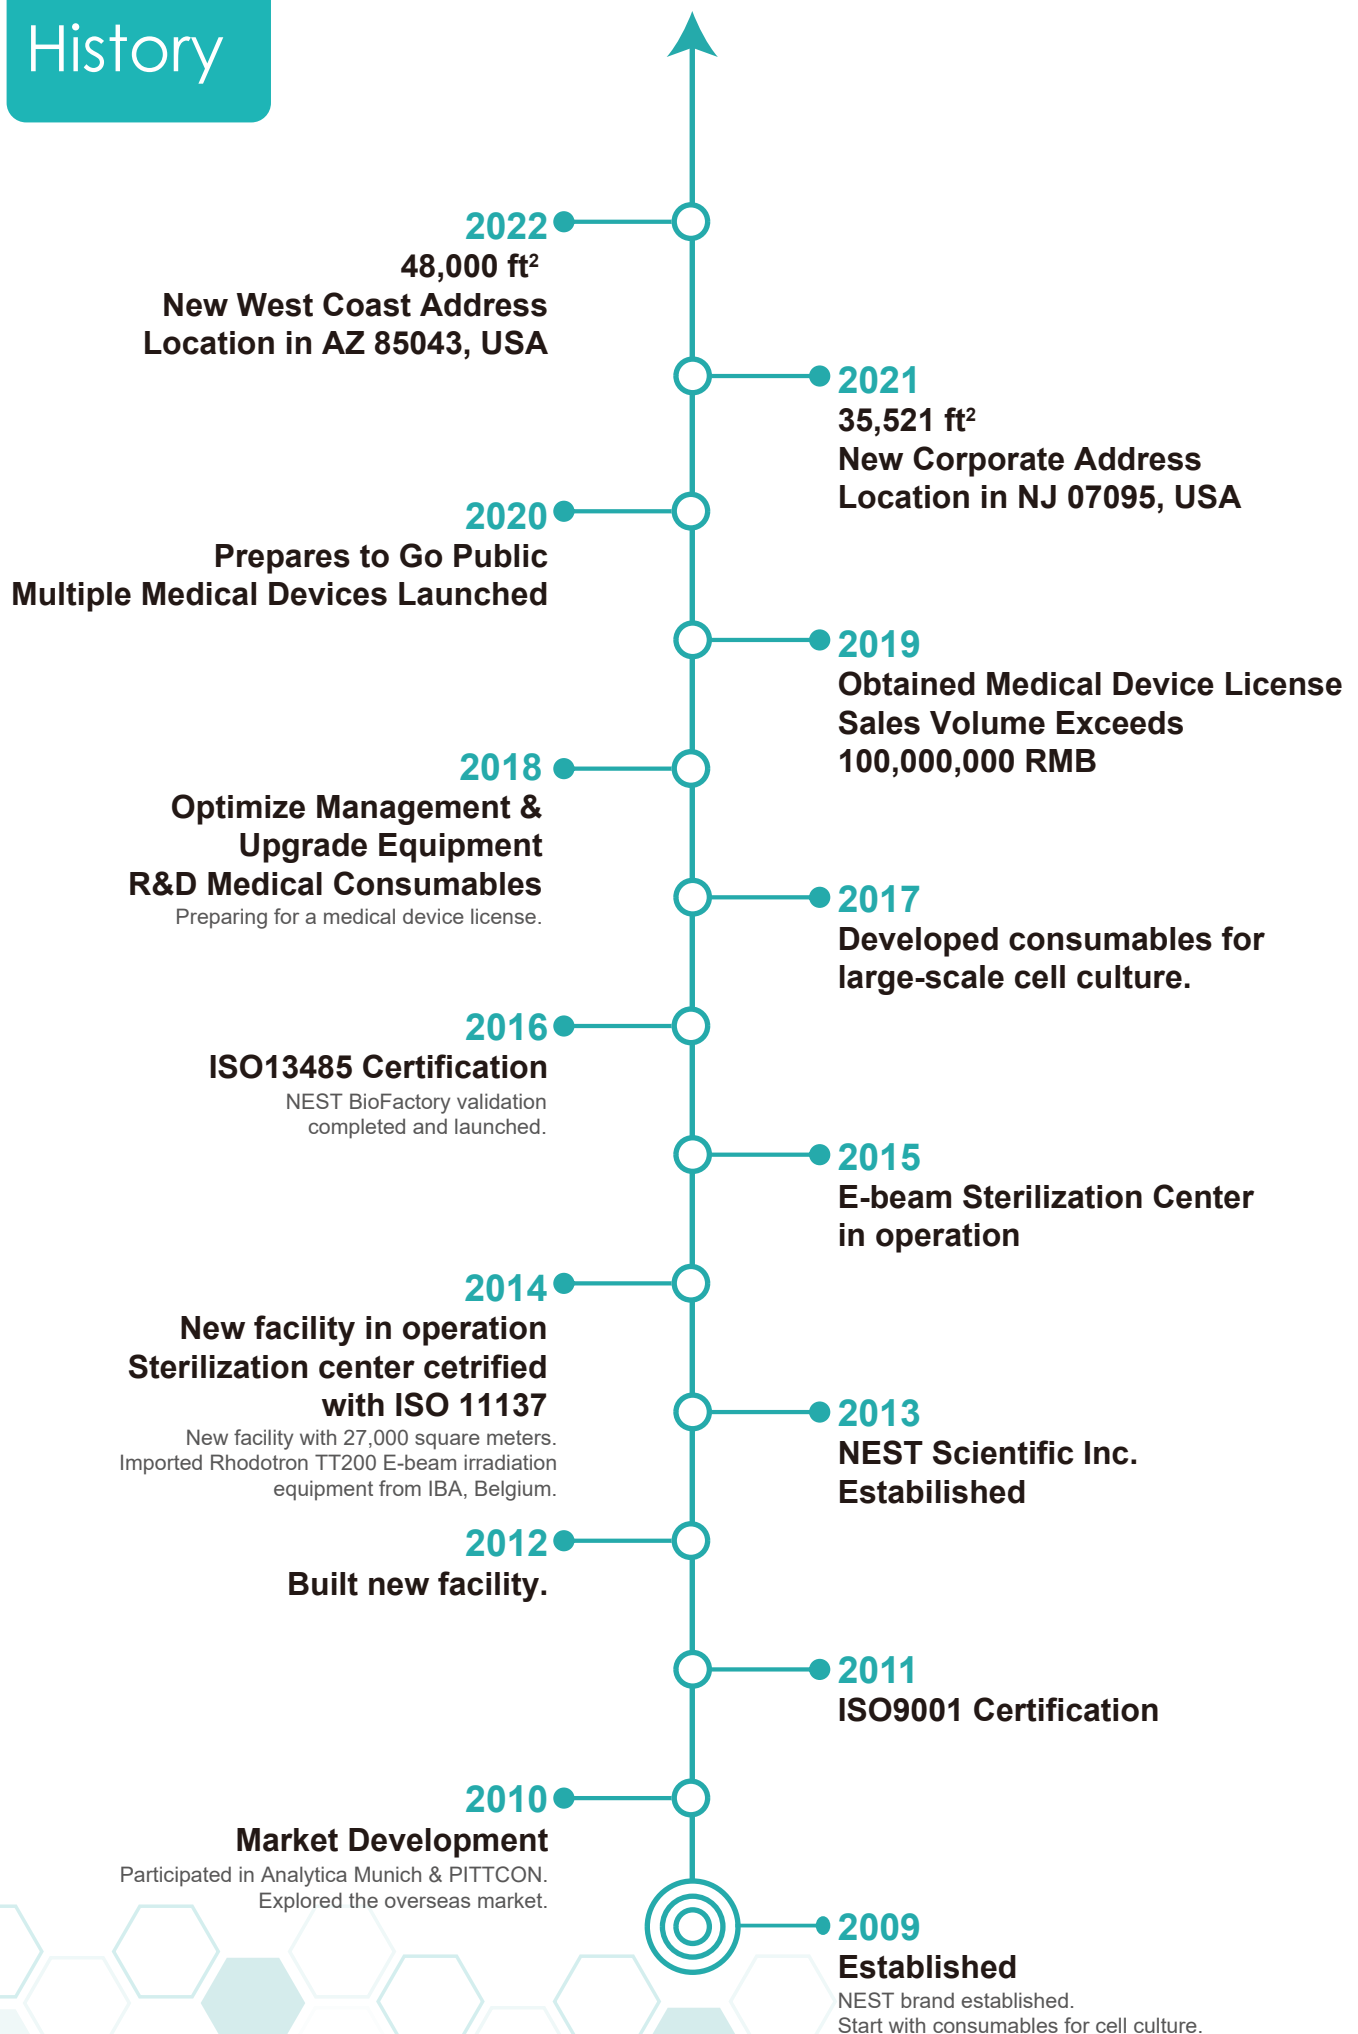 History
2022
48,000 ft²
New West Coast Address
Location in AZ 85043, USA
2021
35,521 ft²
New Corporate Address
Location in NJ 07095, USA
2020
Prepares to Go Public
Multiple Medical Devices Launched
2019
Obtained Medical Device License
Sales Volume Exceeds
100,000,000 RMB
2018
Optimize Management &
Upgrade Equipment
R&D Medical Consumables
Preparing for a medical device license.
2017
Developed consumables for
large-scale cell culture.
2016
ISO13485 Certification
NEST BioFactory validation
completed and launched.
2015
E-beam Sterilization Center
in operation
2014
New facility in operation
Sterilization center cetrified
with ISO 11137
New facility with 27,000 square meters.
Imported Rhodotron TT200 E-beam irradiation
equipment from IBA, Belgium.
2013
NEST Scientific Inc.
Estabilished
2012
Built new facility.
2011
ISO9001 Certification
2010
Market Development
Participated in Analytica Munich & PITTCON.
Explored the overseas market.
2009
Established
NEST brand established.
Start with consumables for cell culture.